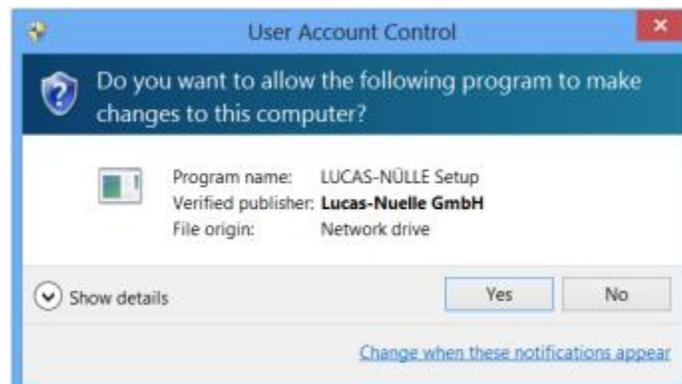 User Account Control
Do you want to allow the following program to make
changes to this computer?
Program name: LUCAS-NÜLLE Setup
Verified publisher: Lucas-Nuelle GmbH
File origin: Network drive
Show details
Yes No
Change when these notifications appear